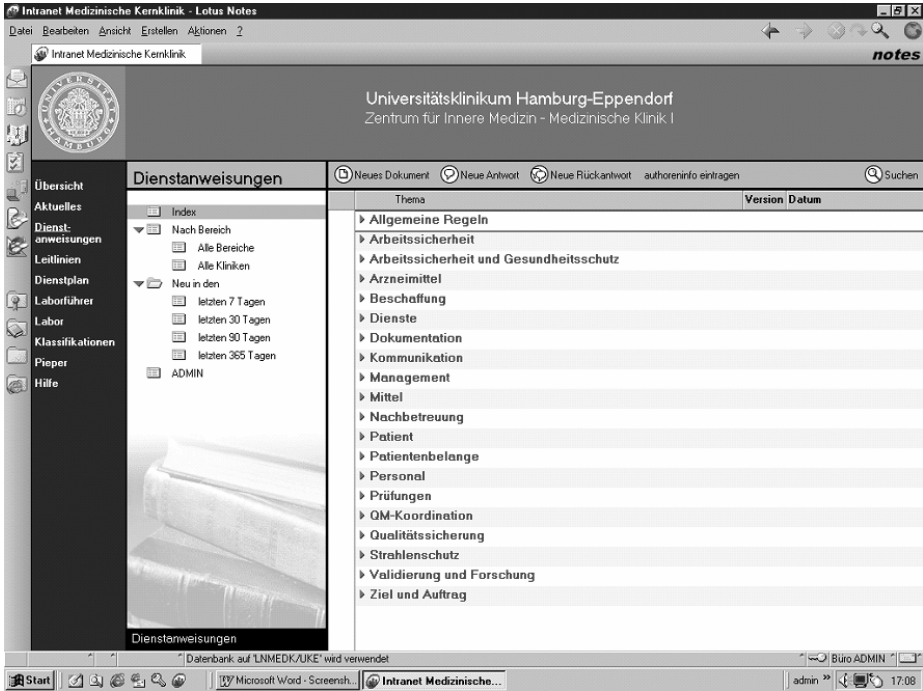 Intranet Medizinische Kernklinik - Lotus Notes
Datei Bearbeiten Ansicht Erstellen Aktionen ?
Intranet Medizinische Kernklinik
notes
UNIVERSITÄT HAMBURG
Universitätsklinikum Hamburg-Eppendorf
Zentrum für Innere Medizin - Medizinische Klinik I
Dienstanweisungen
Neues Dokument Neue Antwort Neue Rückantwort authoreninfo eintragen Suchen
Übersicht
Aktuelles
Dienst-
anweisungen
Leitlinien
Dienstplan
Laborführer
Labor
Klassifikationen
Pieper
Hilfe
Index
Nach Bereich
Alle Bereiche
Alle Kliniken
Neu in den
letzten 7 Tagen
letzten 30 Tagen
letzten 90 Tagen
letzten 365 Tagen
ADMIN
Dienstanweisungen
Thema Version Datum
Allgemeine Regeln
Arbeitssicherheit
Arbeitssicherheit und Gesundheitsschutz
Arzneimittel
Beschaffung
Dienste
Dokumentation
Kommunikation
Management
Mittel
Nachbetreuung
Patient
Patientenbelange
Personal
Prüfungen
QM-Koordination
Qualitätssicherung
Strahlenschutz
Validierung und Forschung
Ziel und Auftrag
Datenbank auf 'LNMEDK/UKE' wird verwendet
Büro ADMIN
Start Microsoft Word - Screensh... Intranet Medizinische... admin » 17:08